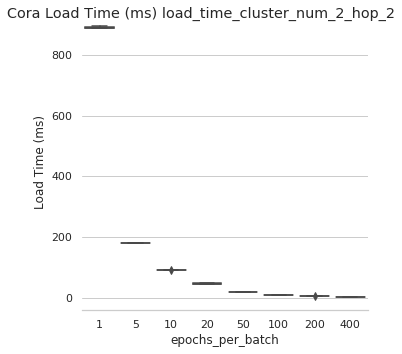 Cora Load Time (ms) load_time_cluster_num_2_hop_2
800
600
400
200
0
Load Time (ms)
1 5 10 20 50 100 200 400
epochs_per_batch